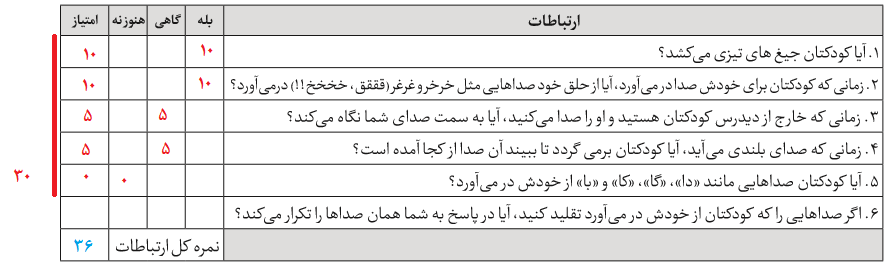 ارتباطات بله گاهی هنوزنه امتیاز
۱. آیا کودکتان جیغ های تیزی می‌کشد؟ ۱۰ ۱۰
۲. زمانی که کودکتان برای خودش صدا در می‌آورد، آیا از حلق خود صداهایی مثل خرخر و غرغر (قققق ، خخخخ !!) درمی‌آورد؟ ۱۰ ۱۰
۳. زمانی که خارج از دیدرس کودکتان هستید و او را صدا می‌کنید، آیا به سمت صدای شما نگاه می‌کند؟ ۵ ۵
۴. زمانی که صدای بلندی می‌آید، آیا کودکتان برمی گردد تا ببیند آن صدا از کجا آمده است؟ ۵ ۵
۵. آیا کودکتان صداهایی مانند «دا»، «گا»، «کا» و «با» از خودش در می‌آورد؟ ۰ ۰ ۳۰
۶. اگر صداهایی را که کودکتان از خودش در می‌آورد تقلید کنید، آیا در پاسخ به شما همان صداها را تکرار می‌کند؟
نمره کل ارتباطات ۳۶